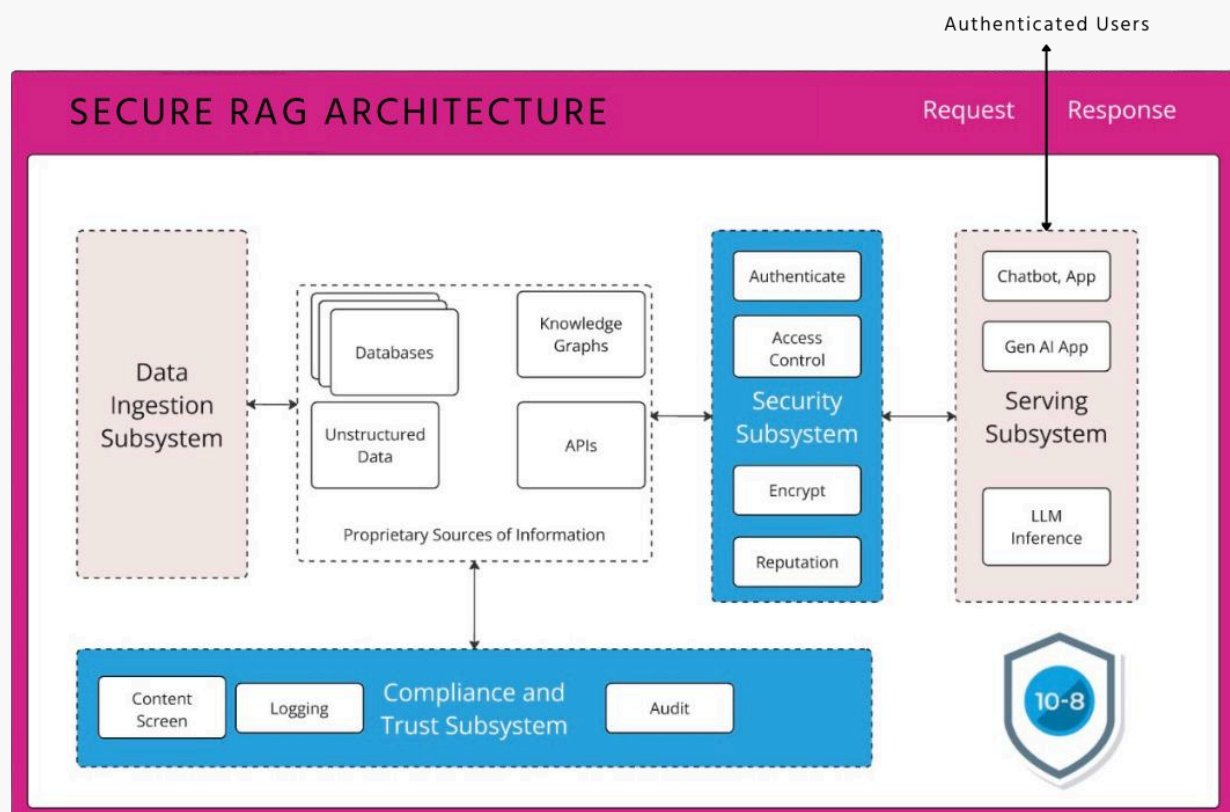 Authenticated Users
SECURE RAG ARCHITECTURE
Request
Response
Data
Ingestion
Subsystem
Databases
Unstructured
Data
Knowledge
Graphs
APIs
Proprietary Sources of Information
Authenticate
Access
Control
Security
Subsystem
Encrypt
Reputation
Chatbot, App
Gen AI App
Serving
Subsystem
LLM
Inference
Content
Screen
Logging
Compliance and
Trust Subsystem
Audit
10-8